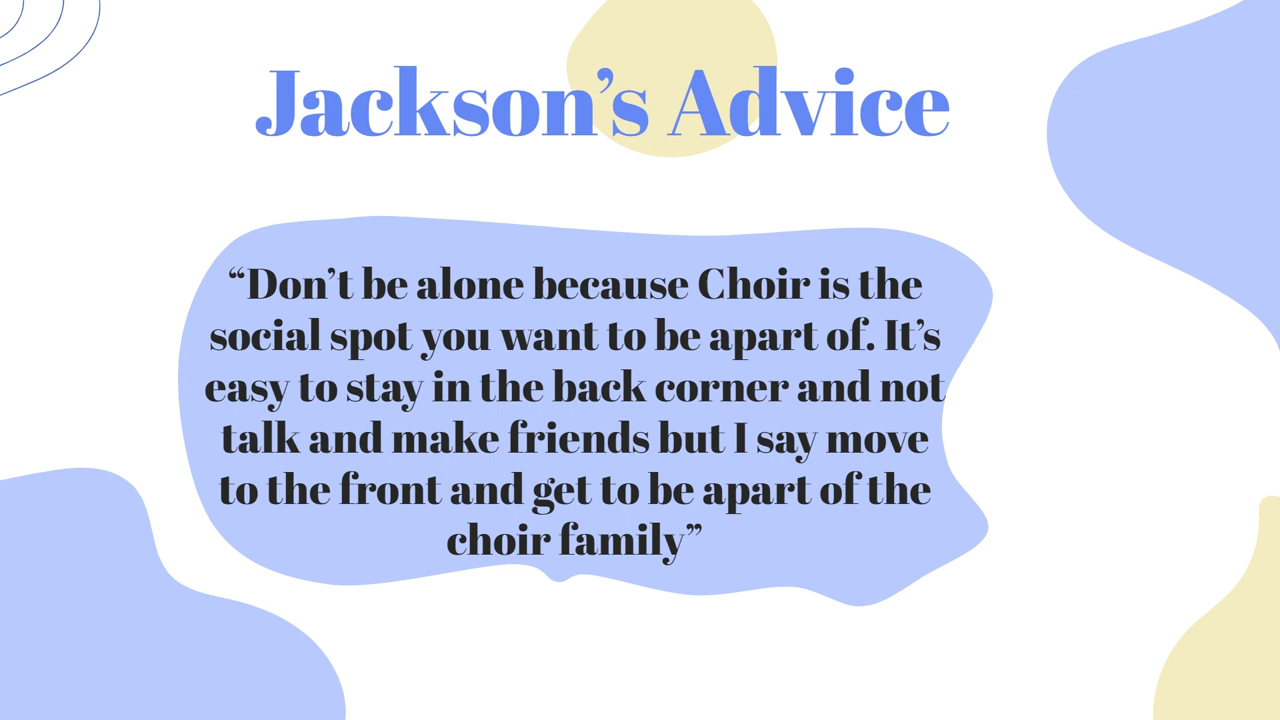 Jackson’s Advice
“Don’t be alone because Choir is the
social spot you want to be apart of. It’s
easy to stay in the back corner and not
talk and make friends but I say move
to the front and get to be apart of the
choir family”